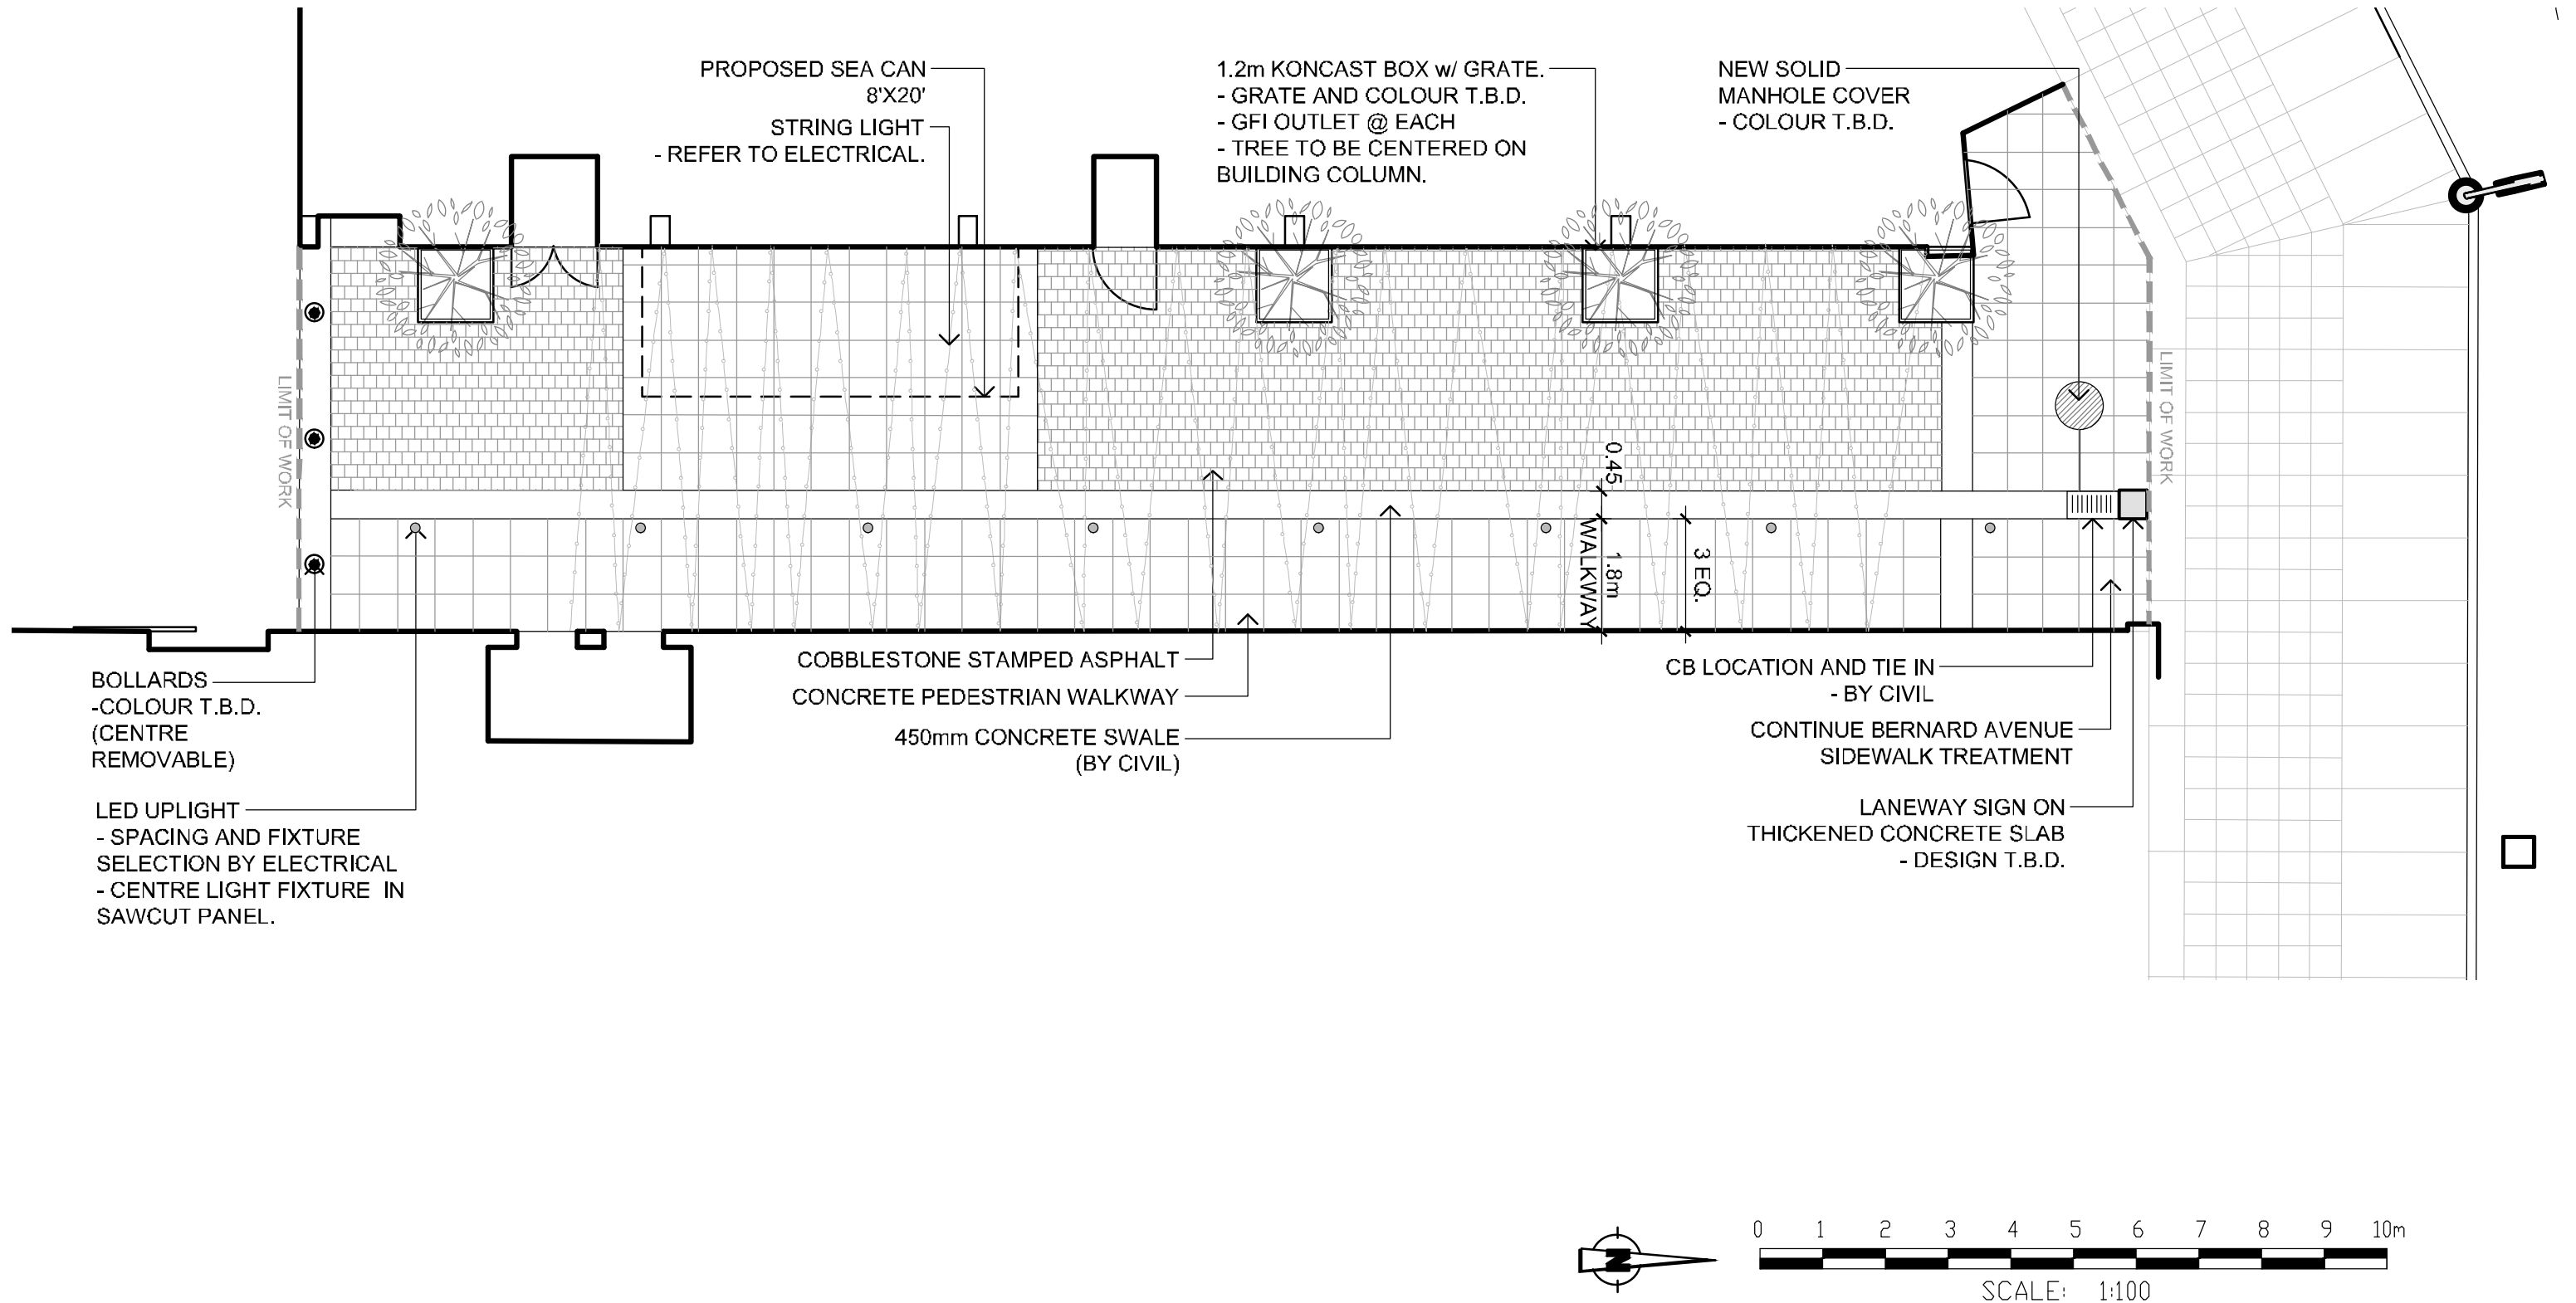 PROPOSED SEA CAN
8'X20'
STRING LIGHT
- REFER TO ELECTRICAL.
1.2m KONCAST BOX w/ GRATE.
- GRATE AND COLOUR T.B.D.
- GFI OUTLET @ EACH
- TREE TO BE CENTERED ON
BUILDING COLUMN.
NEW SOLID
MANHOLE COVER
- COLOUR T.B.D.
LIMIT OF WORK
LIMIT OF WORK
0.45
1.8m
WALKWAY
3 EQ.
BOLLARDS
-COLOUR T.B.D.
(CENTRE
REMOVABLE)
LED UPLIGHT
- SPACING AND FIXTURE
SELECTION BY ELECTRICAL
- CENTRE LIGHT FIXTURE IN
SAWCUT PANEL.
COBBLESTONE STAMPED ASPHALT
CONCRETE PEDESTRIAN WALKWAY
450mm CONCRETE SWALE
(BY CIVIL)
CB LOCATION AND TIE IN
- BY CIVIL
CONTINUE BERNARD AVENUE
SIDEWALK TREATMENT
LANEWAY SIGN ON
THICKENED CONCRETE SLAB
- DESIGN T.B.D.
N
0 1 2 3 4 5 6 7 8 9 10m
SCALE: 1:100